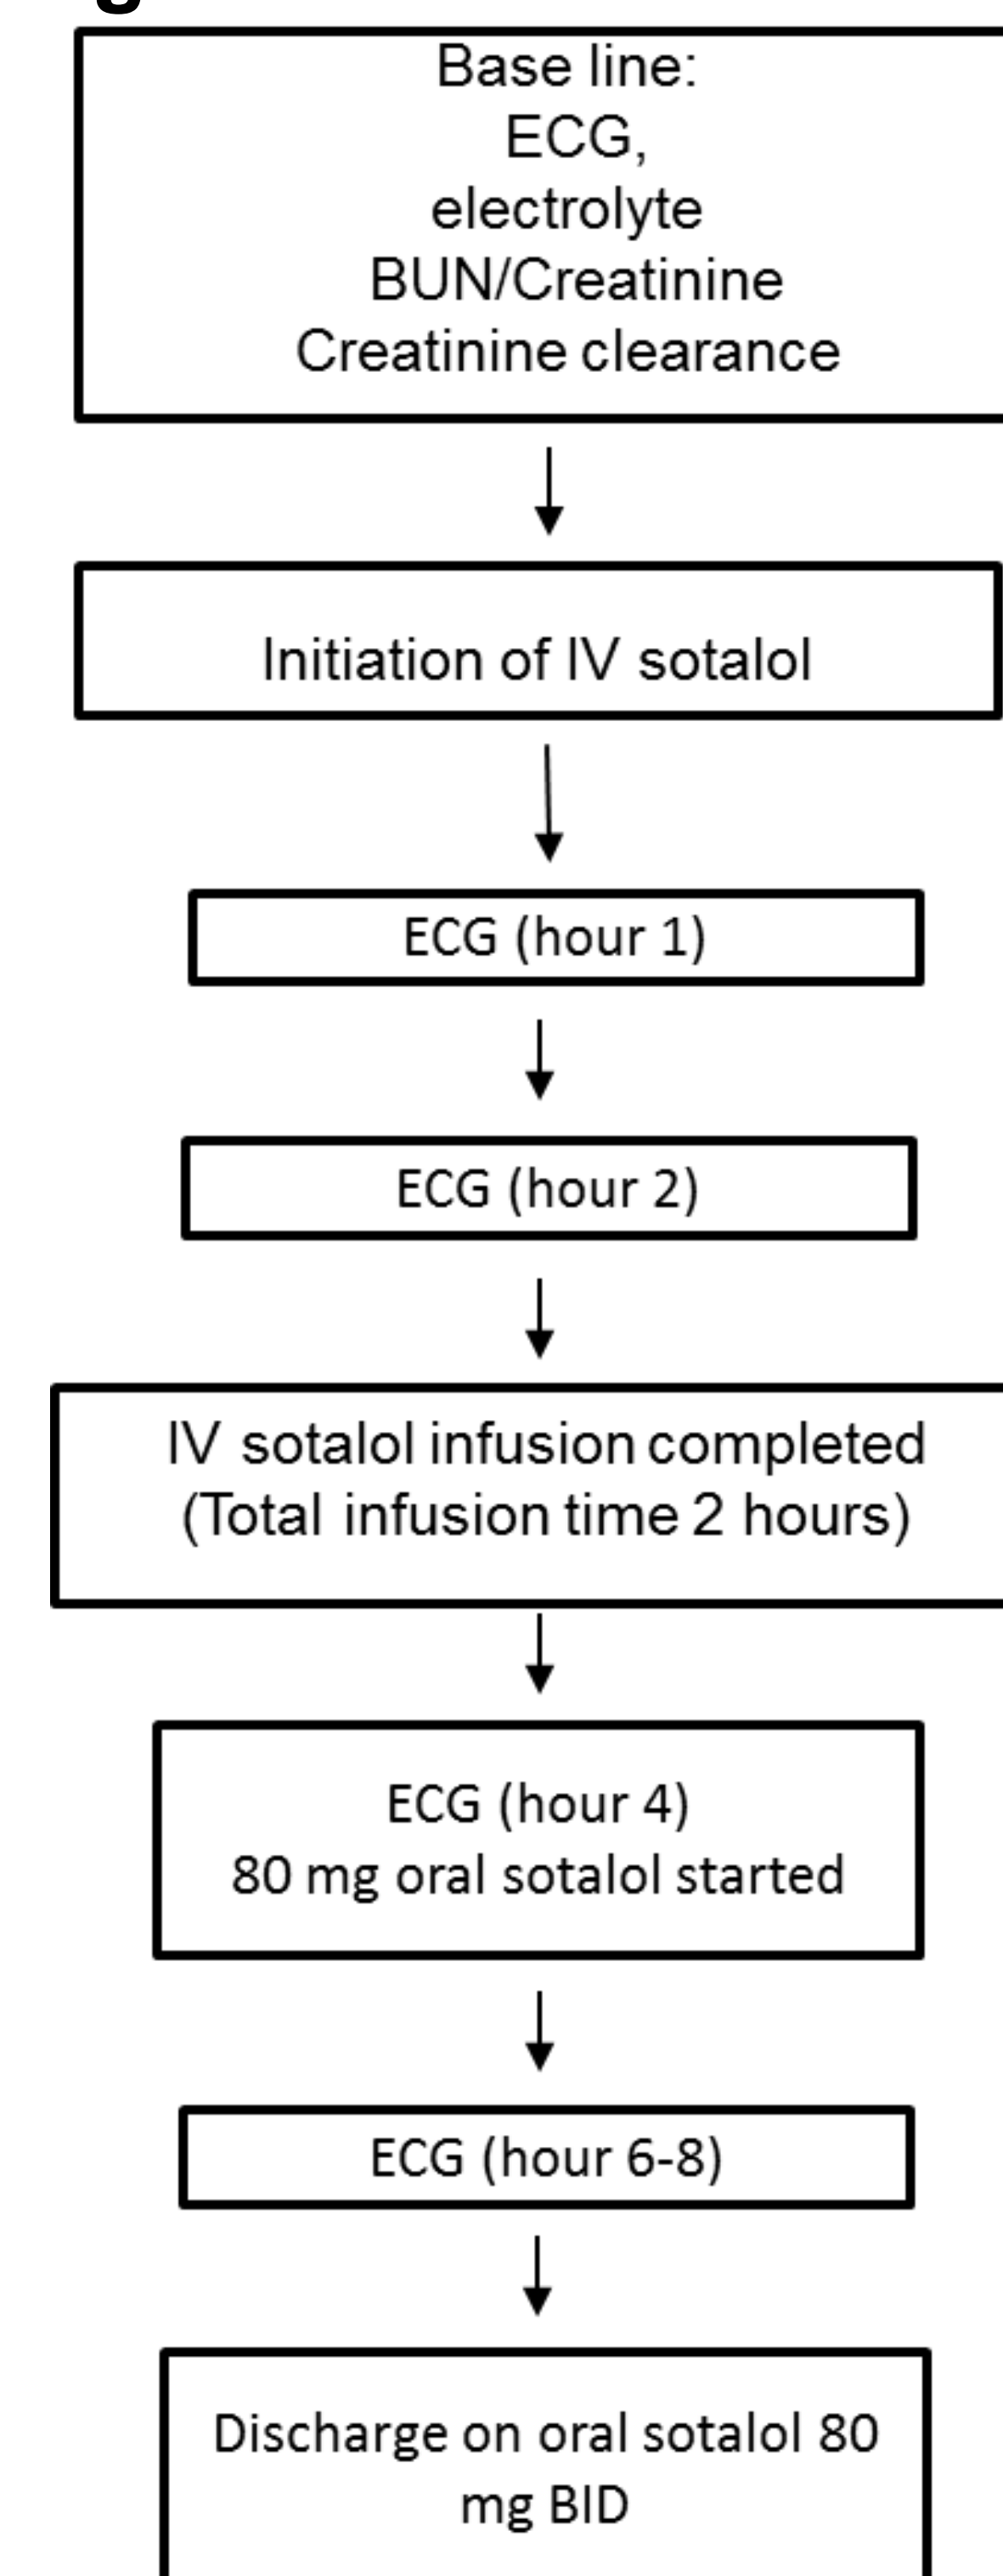 Base line:
ECG,
electrolyte
BUN/Creatinine
Creatinine clearance
Initiation of IV sotalol
ECG (hour 1)
ECG (hour 2)
IV sotalol infusion completed
(Total infusion time 2 hours)
ECG (hour 4)
80 mg oral sotalol started
ECG (hour 6-8)
Discharge on oral sotalol 80
mg BID